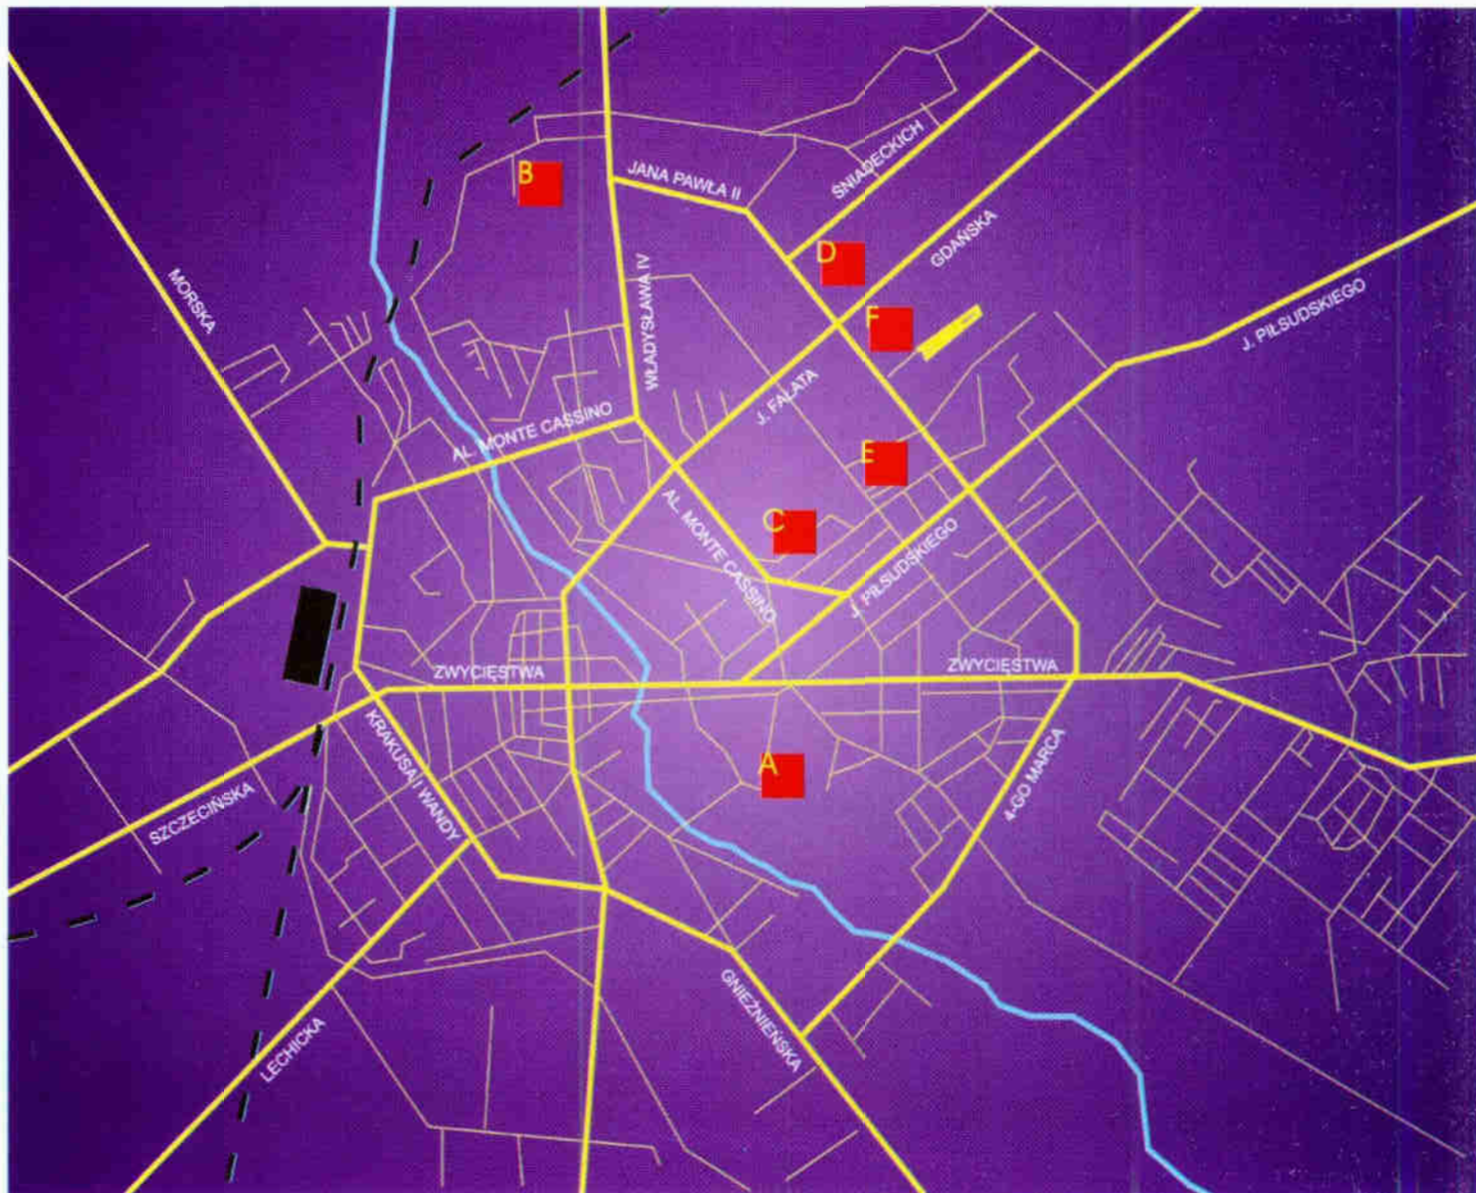 B
JANA PAWŁA II
ŚNIADECKICH
D
GDAŃSKA
MORSKA
WŁADYSŁAWA IV
F
J. PIŁSUDSKIEGO
J. FAŁATA
AL. MONTE CASSINO
E
AL. MONTE CASSINO
C
J. PIŁSUDSKIEGO
ZWYCIĘSTWA
ZWYCIĘSTWA
KRAKUSA I WANDY
A
4-GO MARCA
SZCZECIŃSKA
GNIEŹNIEŃSKA
LECHICKA